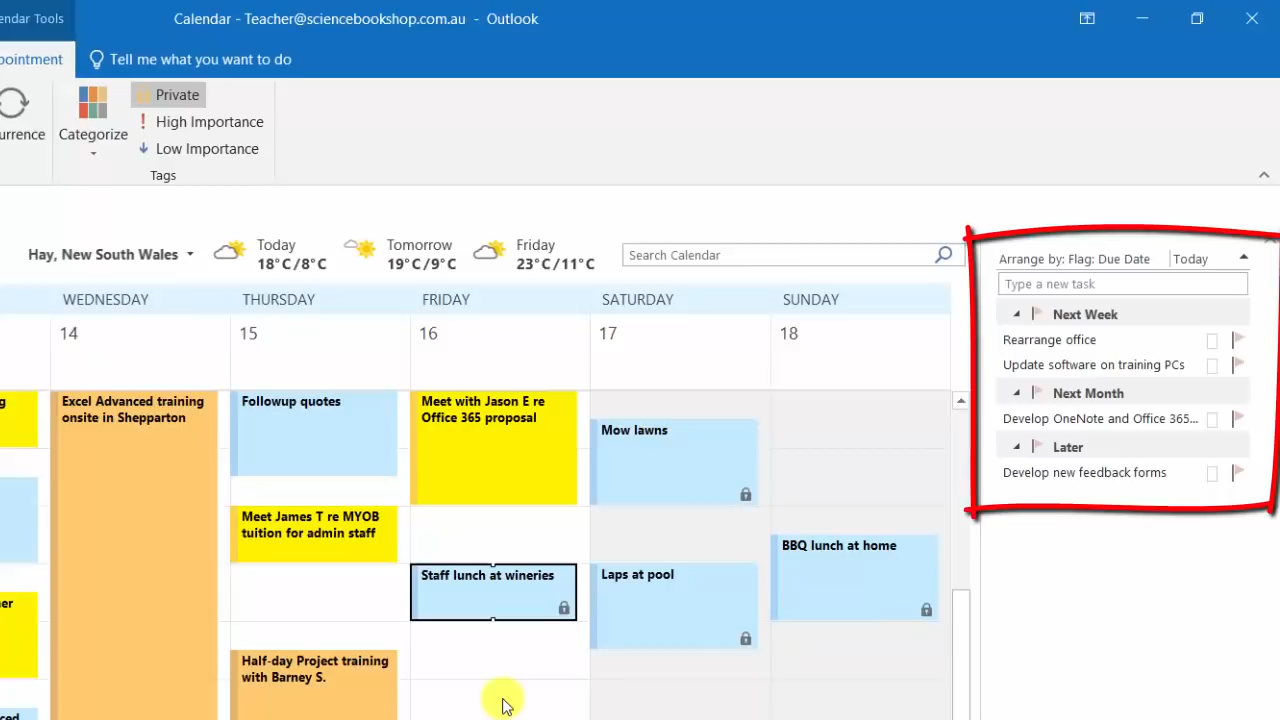 endar Tools
Calendar - Teacher@sciencebookshop.com.au - Outlook
pointment
Tell me what you want to do
urrence
Categorize
Private
High Importance
Low Importance
Tags
Hay, New South Wales
Today
18°C/8°C
Tomorrow
19°C/9°C
Friday
23°C/11°C
Search Calendar
WEDNESDAY
THURSDAY
FRIDAY
SATURDAY
SUNDAY
14
15
16
17
18
g
Excel Advanced training
onsite in Shepparton
Followup quotes
Meet with Jason E re
Office 365 proposal
Mow lawns
Meet James T re MYOB
tuition for admin staff
BBQ lunch at home
Staff lunch at wineries
Laps at pool
er
Half-day Project training
with Barney S.
ced
Arrange by: Flag: Due Date
Today
Type a new task
Next Week
Rearrange office
Update software on training PCs
Next Month
Develop OneNote and Office 365...
Later
Develop new feedback forms